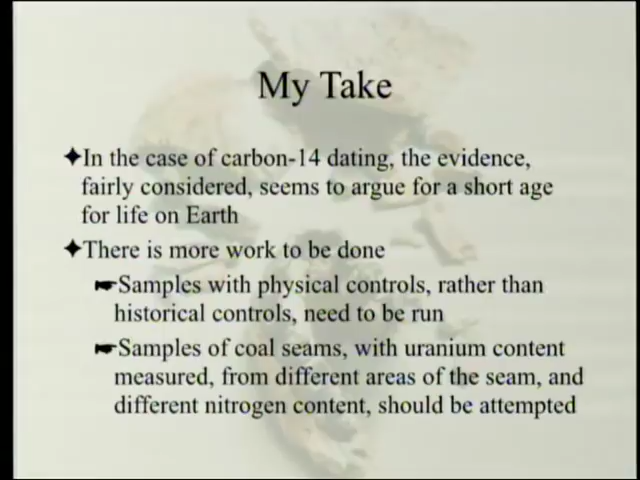 My Take
✦In the case of carbon-14 dating, the evidence,
fairly considered, seems to argue for a short age
for life on Earth
✦There is more work to be done
☛Samples with physical controls, rather than
historical controls, need to be run
☛Samples of coal seams, with uranium content
measured, from different areas of the seam, and
different nitrogen content, should be attempted